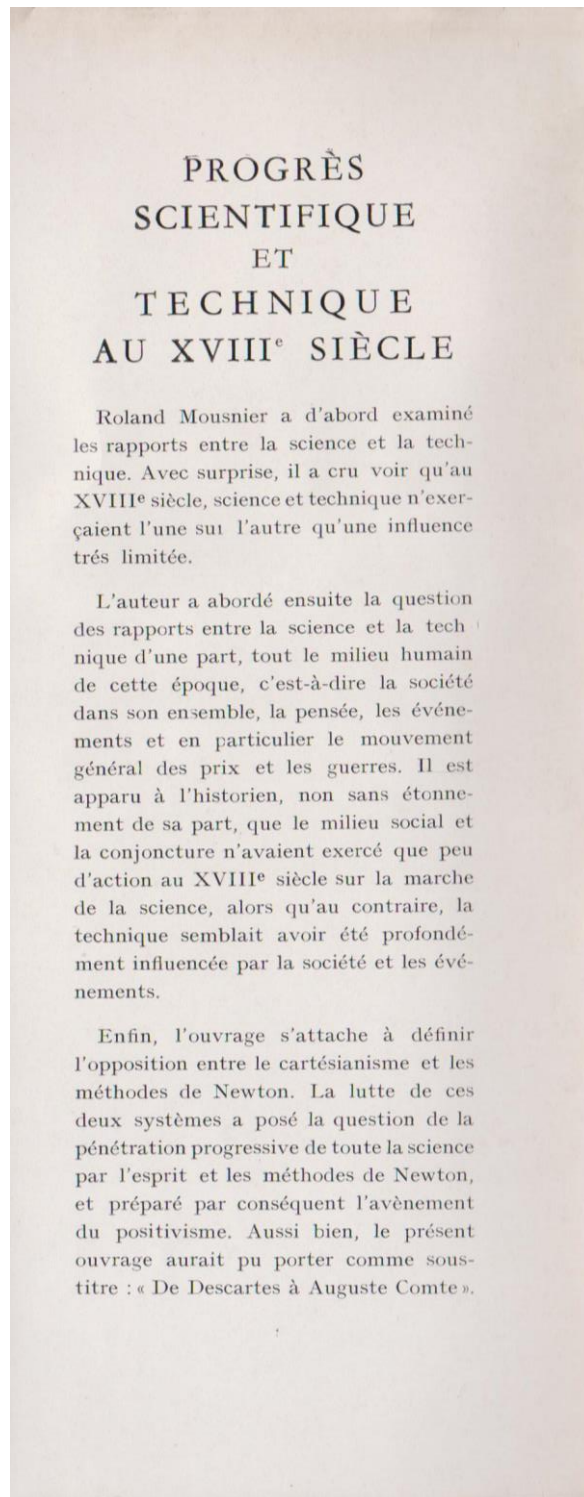 PROGRÈS
SCIENTIFIQUE
ET
TECHNIQUE
AU XVIIIe SIÈCLE
Roland Mousnier a d'abord examiné
les rapports entre la science et la tech-
nique. Avec surprise, il a cru voir qu'au
XVIIIe siècle, science et technique n'exer-
çaient l'une sur l'autre qu'une influence
trés limitée.
L'auteur a abordé ensuite la question
des rapports entre la science et la tech
nique d'une part, tout le milieu humain
de cette époque, c'est-à-dire la société
dans son ensemble, la pensée, les événe-
ments et en particulier le mouvement
général des prix et les guerres. Il est
apparu à l'historien, non sans étonne-
ment de sa part, que le milieu social et
la conjoncture n'avaient exercé que peu
d'action au XVIIIe siècle sur la marche
de la science, alors qu'au contraire, la
technique semblait avoir été profondé-
ment influencée par la société et les évé-
nements.
Enfin, l'ouvrage s'attache à définir
l'opposition entre le cartésianisme et les
méthodes de Newton. La lutte de ces
deux systèmes a posé la question de la
pénétration progressive de toute la science
par l'esprit et les méthodes de Newton,
et préparé par conséquent l'avènement
du positivisme. Aussi bien, le présent
ouvrage aurait pu porter comme sous-
titre : « De Descartes à Auguste Comte ».